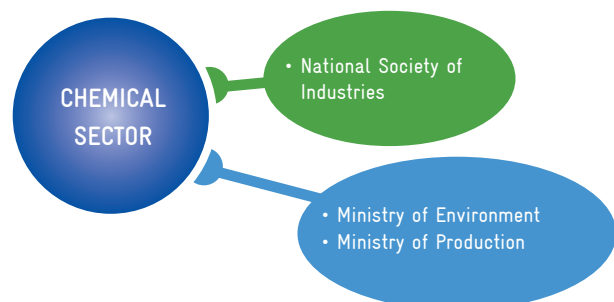 CHEMICAL
SECTOR
• National Society of
Industries
• Ministry of Environment
• Ministry of Production